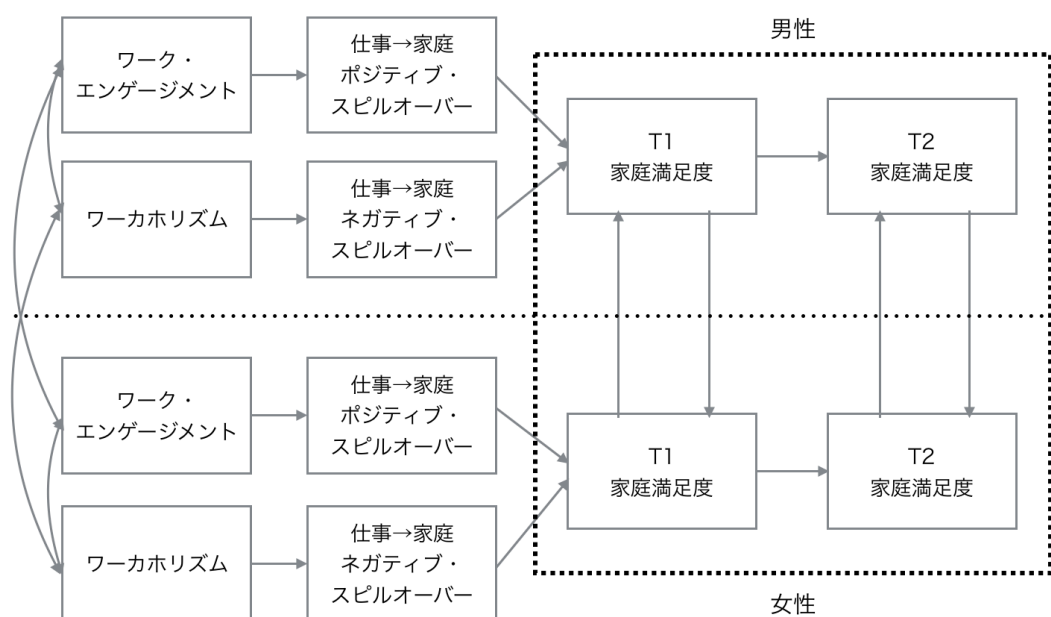 男性
ワーク・
エンゲージメント
仕事→家庭
ポジティブ・
スピルオーバー
T1
家庭満足度
T2
家庭満足度
ワーカホリズム
仕事→家庭
ネガティブ・
スピルオーバー
ワーク・
エンゲージメント
仕事→家庭
ポジティブ・
スピルオーバー
T1
家庭満足度
T2
家庭満足度
ワーカホリズム
仕事→家庭
ネガティブ・
スピルオーバー
女性